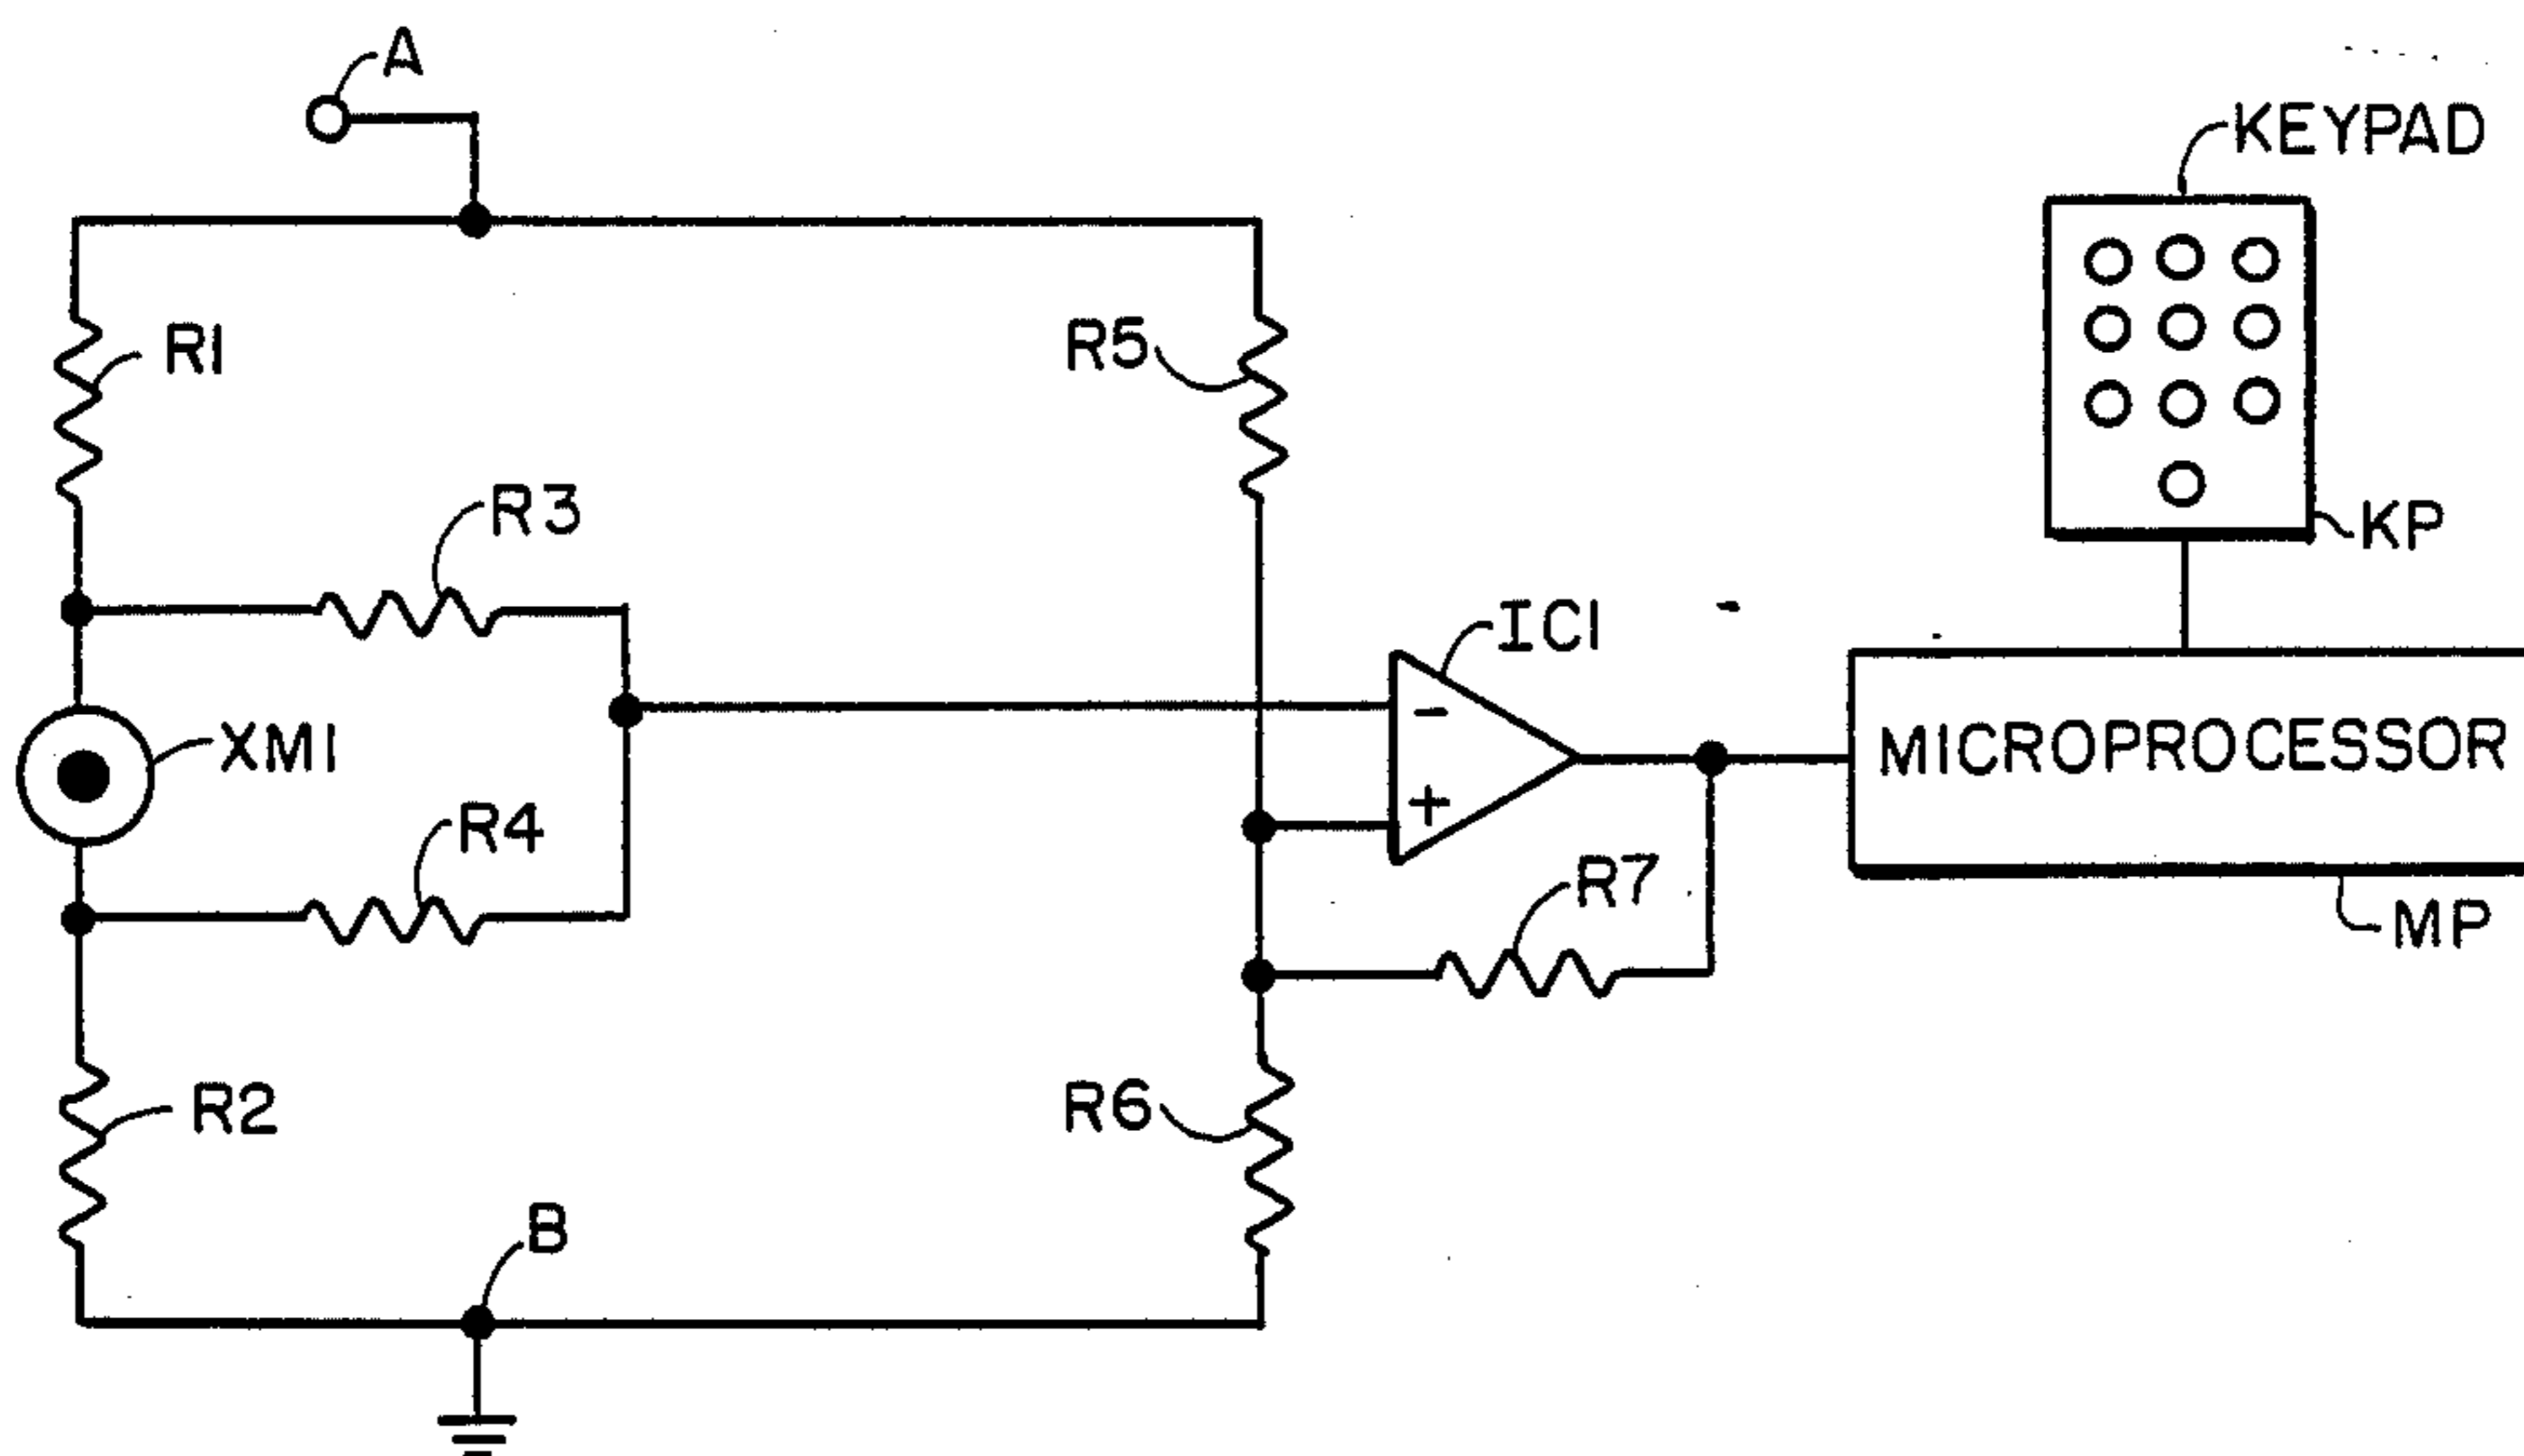 A
KEYPAD
R1
R5
R3
KP
IC1
XM1
-
MICROPROCESSOR
R4
+
R7
MP
R2
R6
B